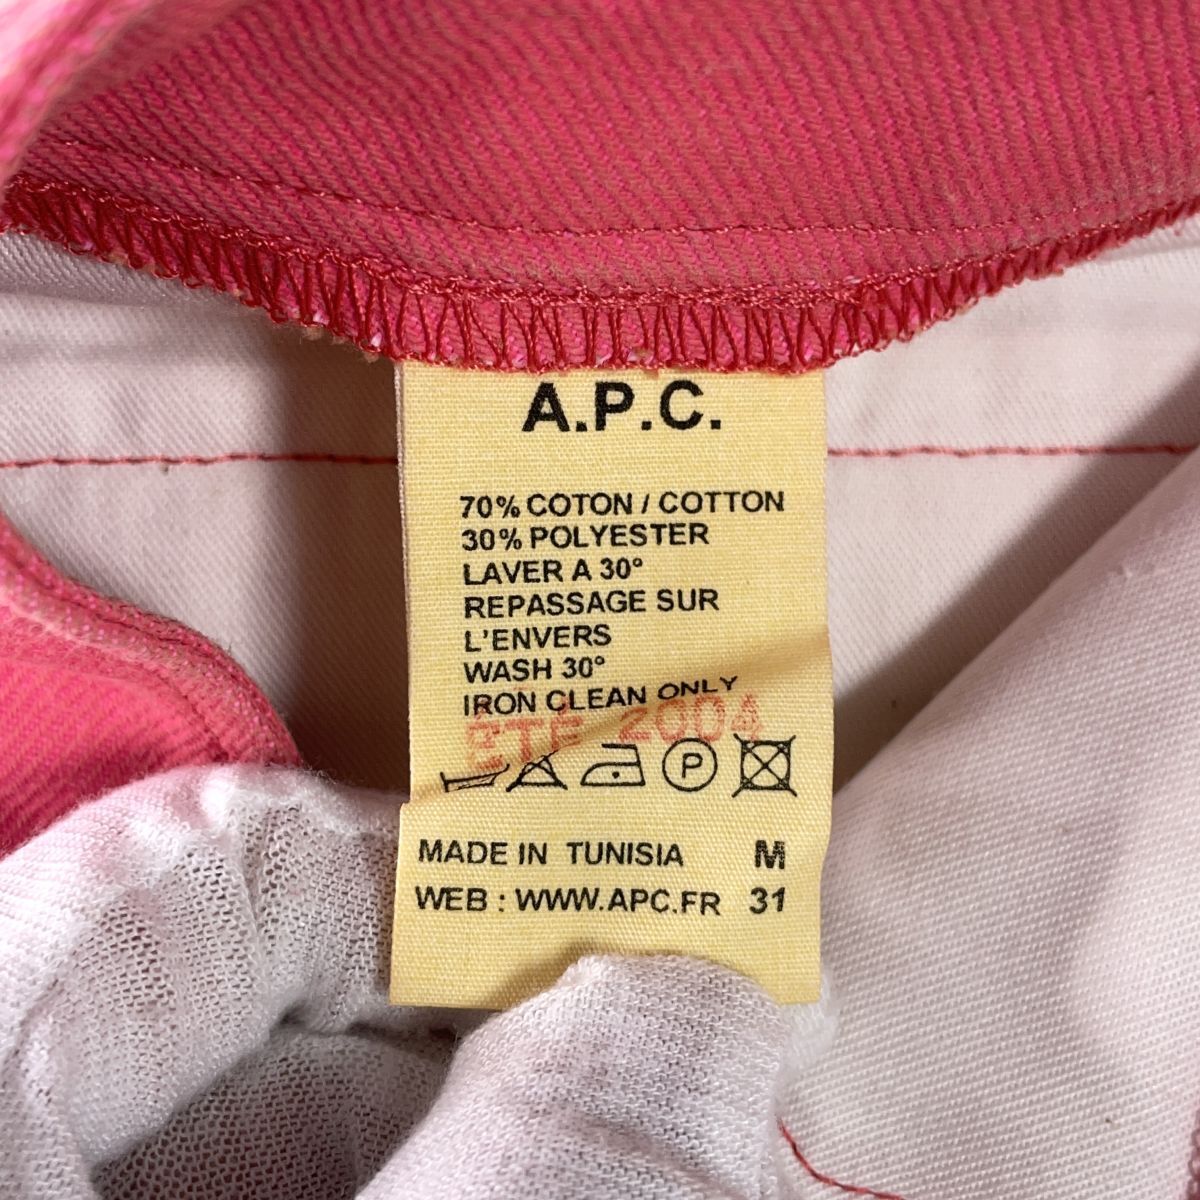 A.P.C.
70% COTON / COTTON
30% POLYESTER
LAVER A 30°
REPASSAGE SUR
L'ENVERS
WASH 30°
IRON CLEAN ONLY
ÉTÉ 2004
P
MADE IN TUNISIA M
WEB : WWW.APC.FR 31